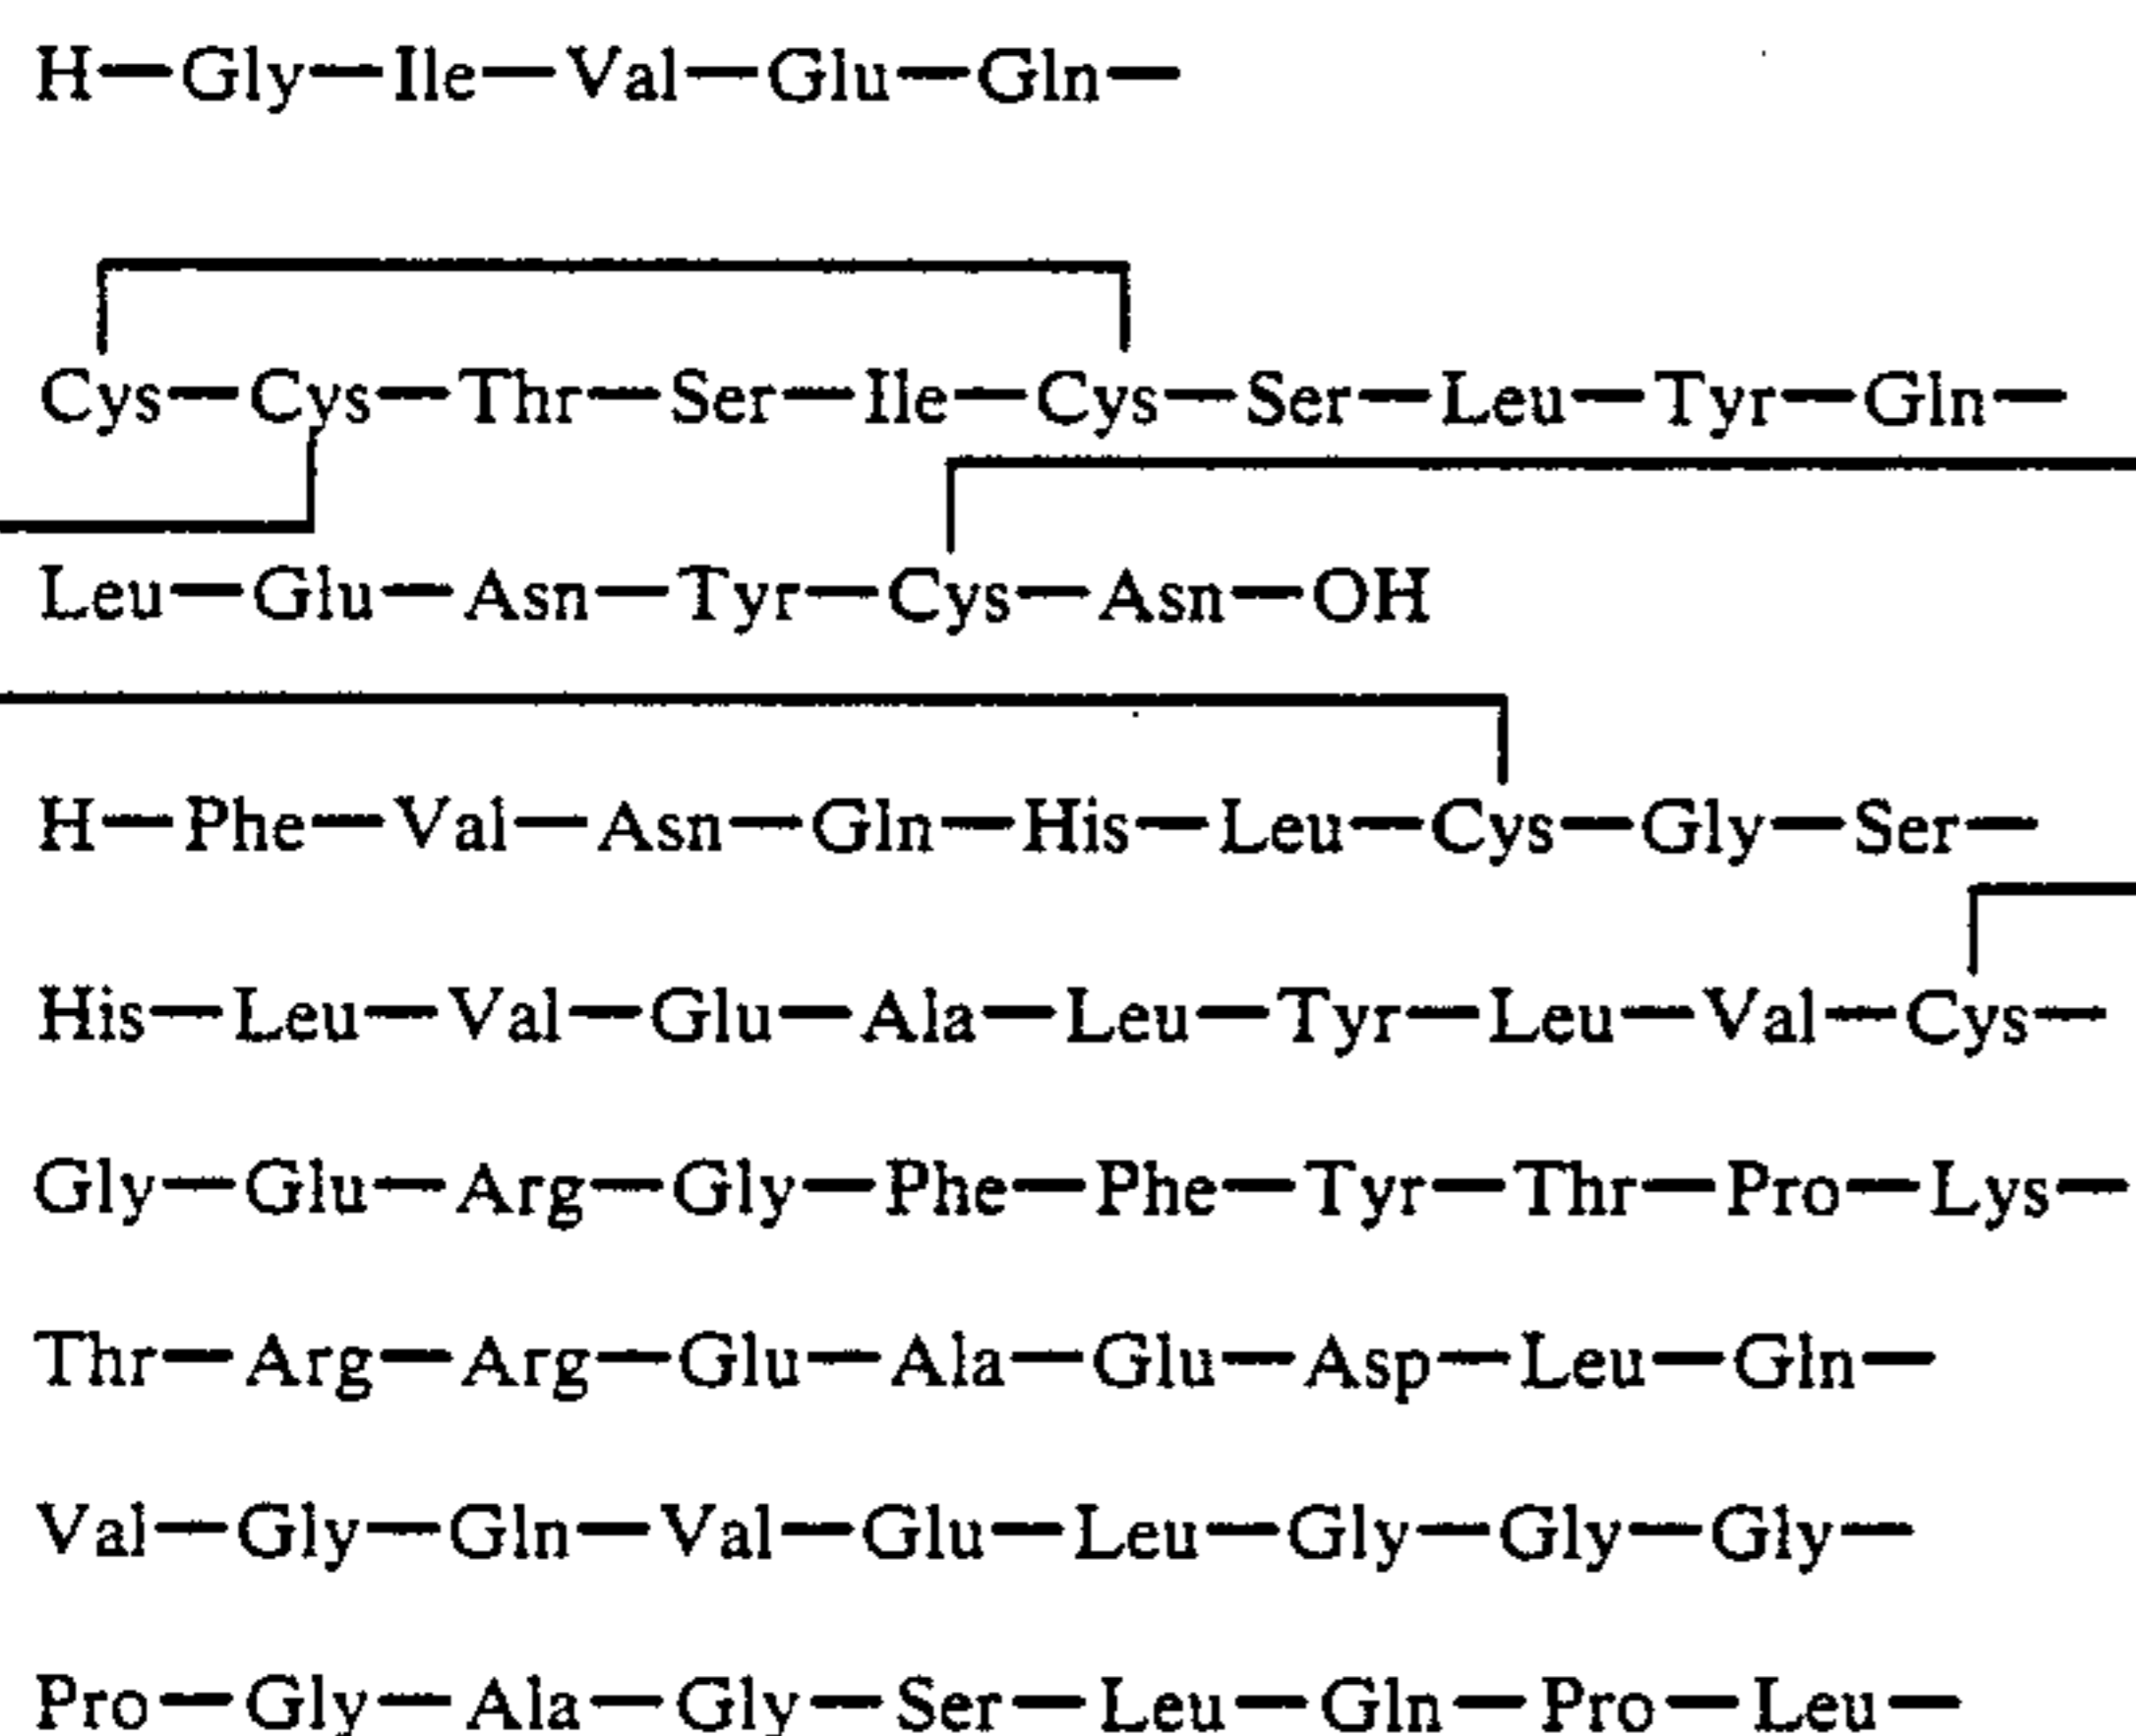 H—Gly—Ile—Val—Glu—Gln—
Cys—Cys—Thr—Ser—Ile—Cys—Ser—Leu—Tyr—Gln—
Leu—Glu—Asn—Tyr—Cys—Asn—OH
H—Phe—Val—Asn—Gln—His—Leu—Cys—Gly—Ser—
His—Leu—Val—Glu—Ala—Leu—Tyr—Leu—Val—Cys—
Gly—Glu—Arg—Gly—Phe—Phe—Tyr—Thr—Pro—Lys—
Thr—Arg—Arg—Glu—Ala—Glu—Asp—Leu—Gln—
Val—Gly—Gln—Val—Glu—Leu—Gly—Gly—Gly—
Pro—Gly—Ala—Gly—Ser—Leu—Gln—Pro—Leu—